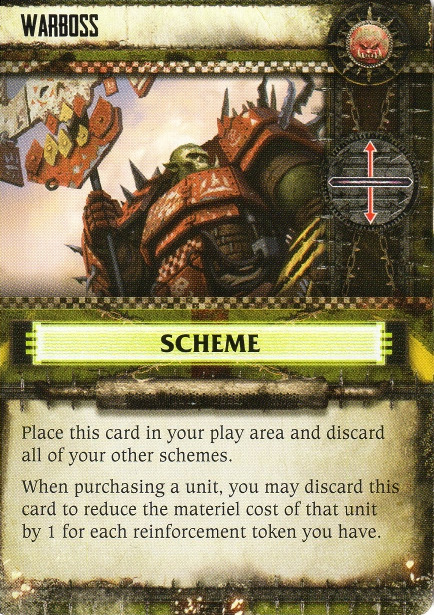 WARBOSS
SCHEME
Place this card in your play area and discard
all of your other schemes.
When purchasing a unit, you may discard this
card to reduce the materiel cost of that unit
by 1 for each reinforcement token you have.